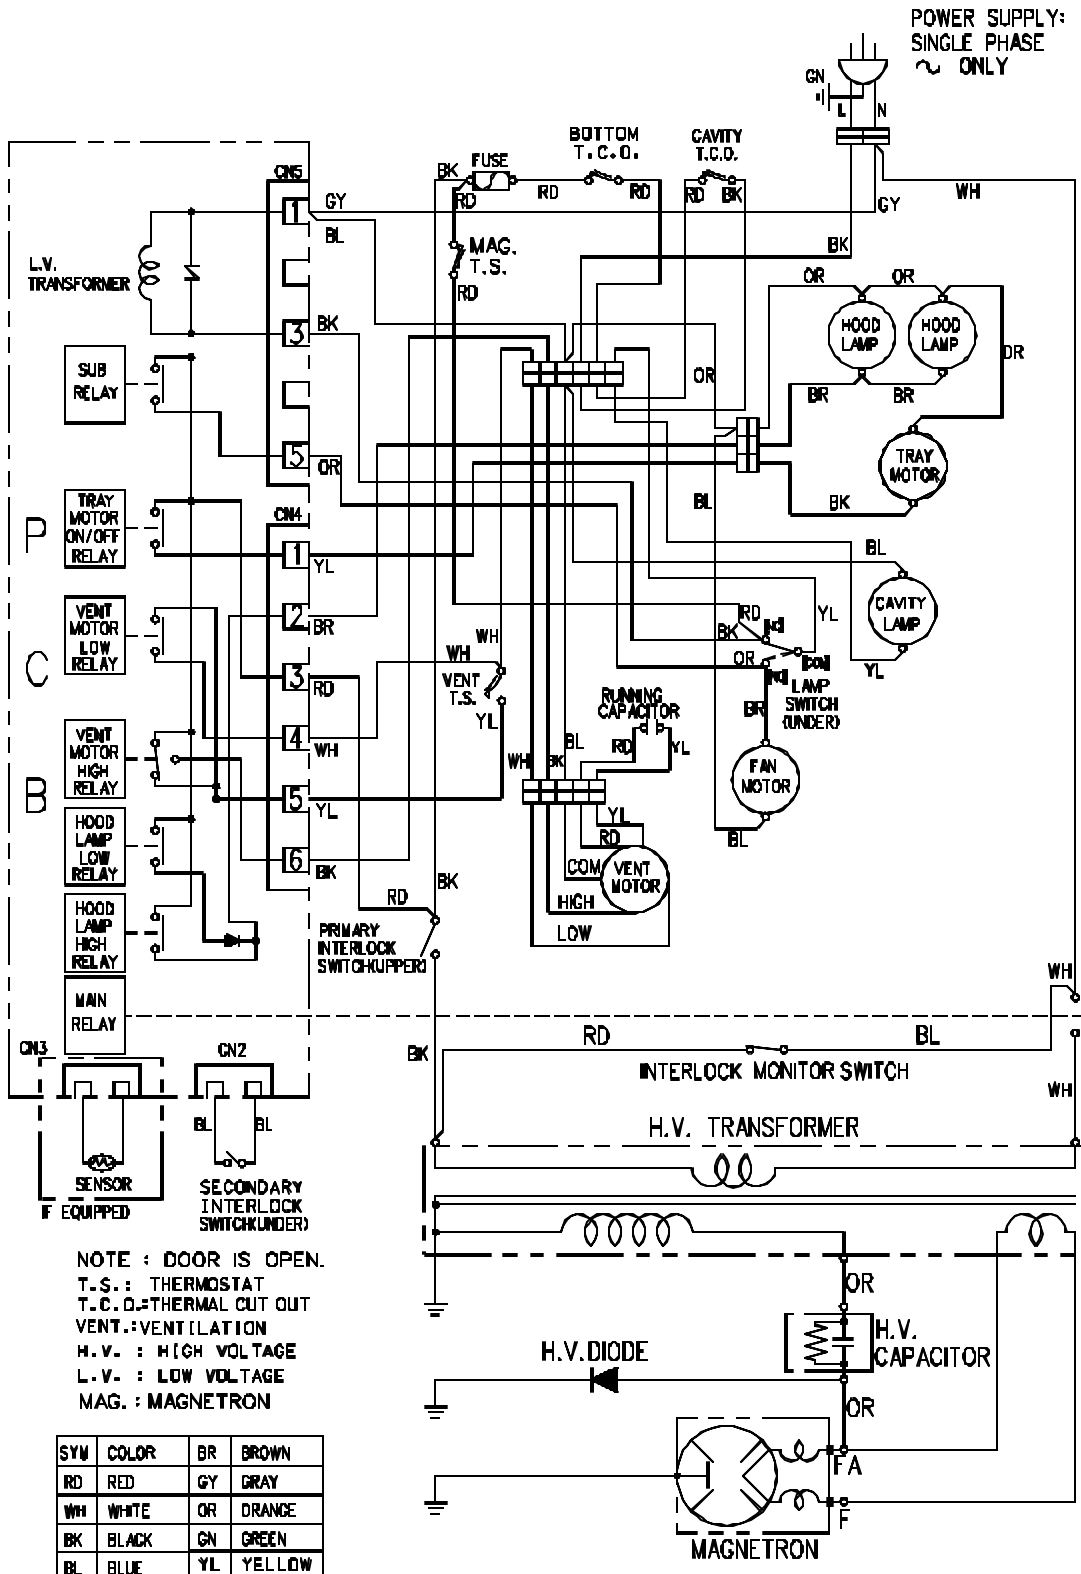 POWER SUPPLY:
SINGLE PHASE
~ ONLY
GN
L
N
BOTTOM
T.C.O.
CAVITY
T.C.O.
FUSE
BK
RD
RD
RD
RD
BK
CN5
1
GY
BL
GY
WH
BK
MAG.
T.S.
RD
L.V.
TRANSFORMER
3
BK
OR
OR
HOOD
LAMP
HOOD
LAMP
OR
SUB
RELAY
OR
BR
BR
5
OR
TRAY
MOTOR
BL
BK
P
TRAY
MOTOR
ON/OFF
RELAY
CN4
1
YL
BL
C
VENT
MOTOR
LOW
RELAY
2
BR
RD
BK
[NC]
YL
CAVITY
LAMP
YL
WH
WH
VENT
T.S.
YL
OR
[COM]
[NO]
LAMP
SWITCH
(UNDER)
3
RD
RUNNING
CAPACITOR
BR
B
VENT
MOTOR
HIGH
RELAY
4
WH
BL
RD
YL
WH
BK
FAN
MOTOR
5
YL
HOOD
LAMP
LOW
RELAY
YL
RD
BL
6
BK
COM
VENT
MOTOR
HIGH
LOW
RD
BK
HOOD
LAMP
HIGH
RELAY
PRIMARY
INTERLOCK
SWITCH(UPPER)
MAIN
RELAY
WH
RD
BL
BK
INTERLOCK MONITOR SWITCH
WH
CN3
CN2
BL
BL
H.V. TRANSFORMER
SENSOR
IF EQUIPPED
SECONDARY
INTERLOCK
SWITCH(UNDER)
NOTE : DOOR IS OPEN.
T.S.: THERMOSTAT
T.C.O.=THERMAL CUT OUT
VENT.:VENTILATION
H.V. : HIGH VOLTAGE
L.V. : LOW VOLTAGE
MAG. : MAGNETRON
OR
H.V.
CAPACITOR
H.V.DIODE
OR
FA
F
MAGNETRON
SYM COLOR BR BROWN
RD RED GY GRAY
WH WHITE OR ORANGE
BK BLACK GN GREEN
BL BLUE YL YELLOW